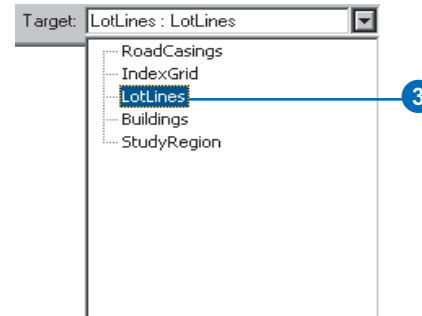 Target: LotLines : LotLines
RoadCasings
IndexGrid
LotLines
3
Buildings
StudyRegion